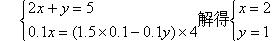 {2x + y = 5
0.1x = (1.5×0.1 − 0.1y)×4 解得 {x = 2
y = 1